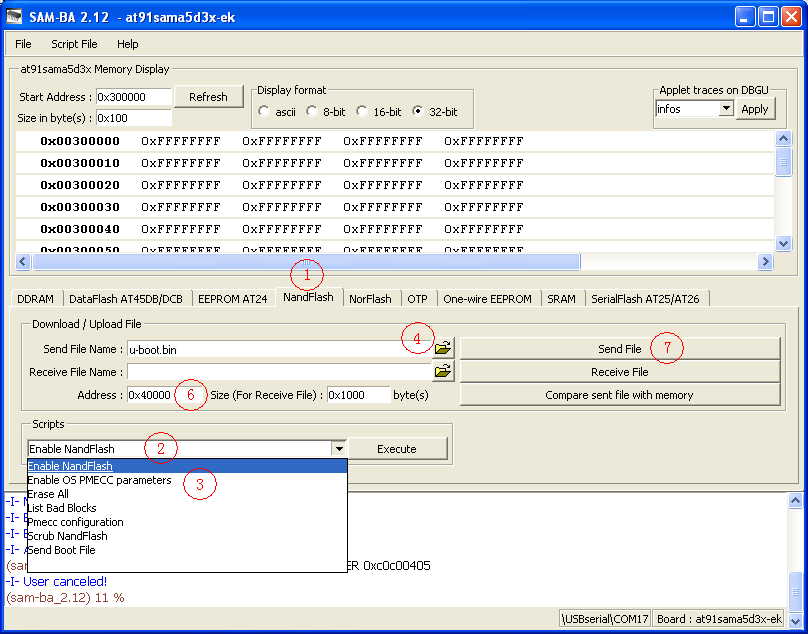 SAM-BA 2.12 - at91sama5d3x-ek
File Script File Help
at91sama5d3x Memory Display
Start Address : 0x300000 Refresh
Size in byte(s) : 0x100
Display format
ascii 8-bit 16-bit 32-bit
Applet traces on DBGU
infos Apply
0x00300000 0xFFFFFFFF 0xFFFFFFFF 0xFFFFFFFF 0xFFFFFFFF
0x00300010 0xFFFFFFFF 0xFFFFFFFF 0xFFFFFFFF 0xFFFFFFFF
0x00300020 0xFFFFFFFF 0xFFFFFFFF 0xFFFFFFFF 0xFFFFFFFF
0x00300030 0xFFFFFFFF 0xFFFFFFFF 0xFFFFFFFF 0xFFFFFFFF
0x00300040 0xFFFFFFFF 0xFFFFFFFF 0xFFFFFFFF 0xFFFFFFFF
0x00300050 0xFFFFFFFF 0xFFFFFFFF 0xFFFFFFFF 0xFFFFFFFF
1
DDRAM DataFlash AT45DB/DCB EEPROM AT24 NandFlash NorFlash OTP One-wire EEPROM SRAM SerialFlash AT25/AT26
Download / Upload File
Send File Name : u-boot.bin 4 Send File 7
Receive File Name : Receive File
Address : 0x40000 6 Size (For Receive File) : 0x1000 byte(s) Compare sent file with memory
Scripts
Enable NandFlash 2 Execute
Enable NandFlash
Enable OS PMECC parameters 3
Erase All
List Bad Blocks
Pmecc configuration
Scrub NandFlash
Send Boot File
-I-
-I-
-I-
-I-
(sam ER 0xc0c00405
-I- User canceled!
(sam-ba_2.12) 11 %
\USBserial\COM17 Board : at91sama5d3x-ek